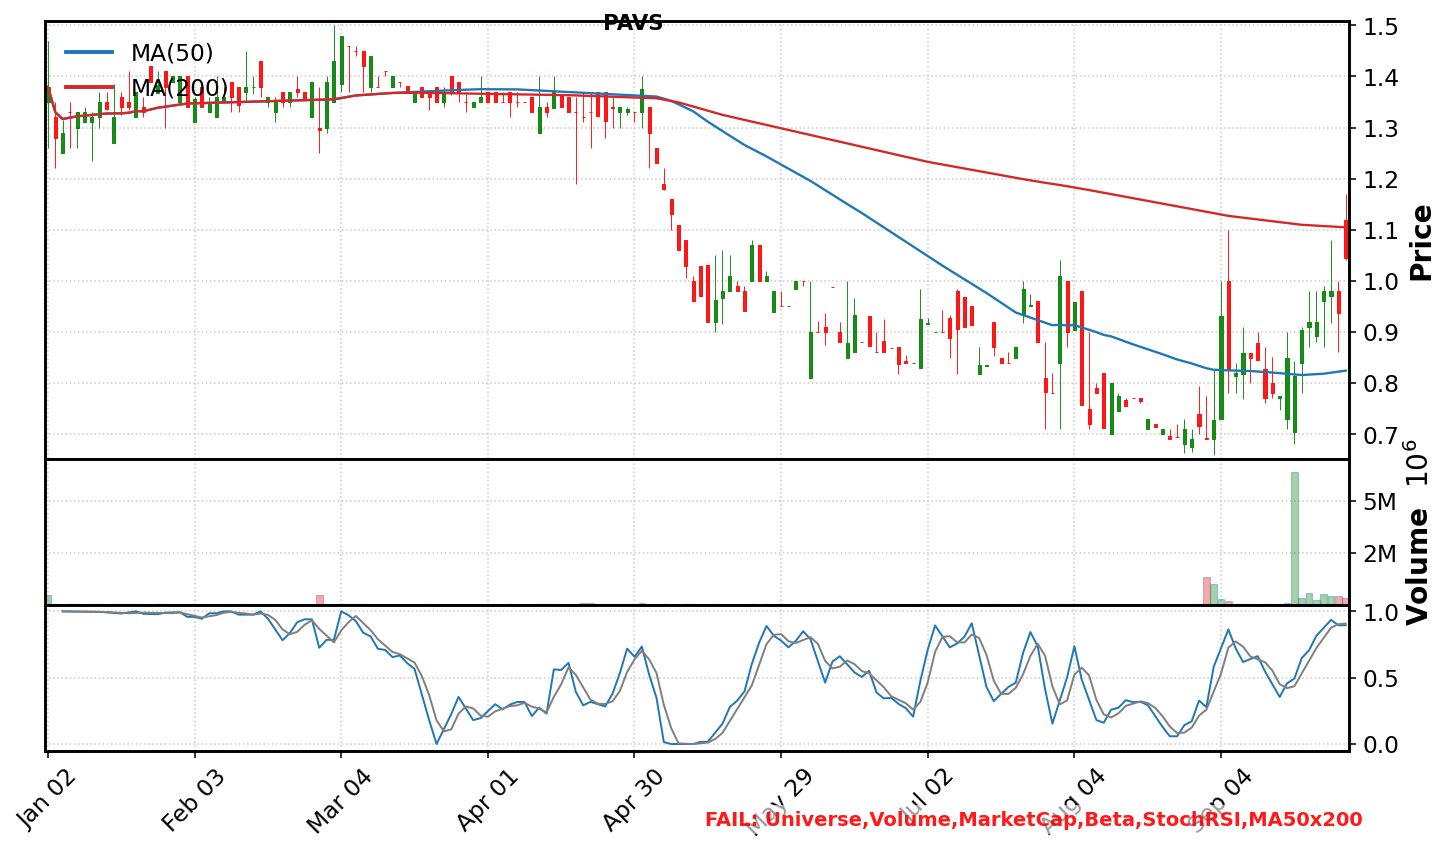 PAVS
MA(50)
MA(200)
1.5
1.4
1.3
1.2
1.1
1.0
0.9
0.8
0.7
Price
5M
2M
Volume 10^6
1.0
0.5
0.0
Jan 02
Feb 03
Mar 04
Apr 01
Apr 30
May 29
Jul 02
Aug 04
Sep 04
FAIL: Universe,Volume,MarketCap,Beta,StochRSI,MA50x200